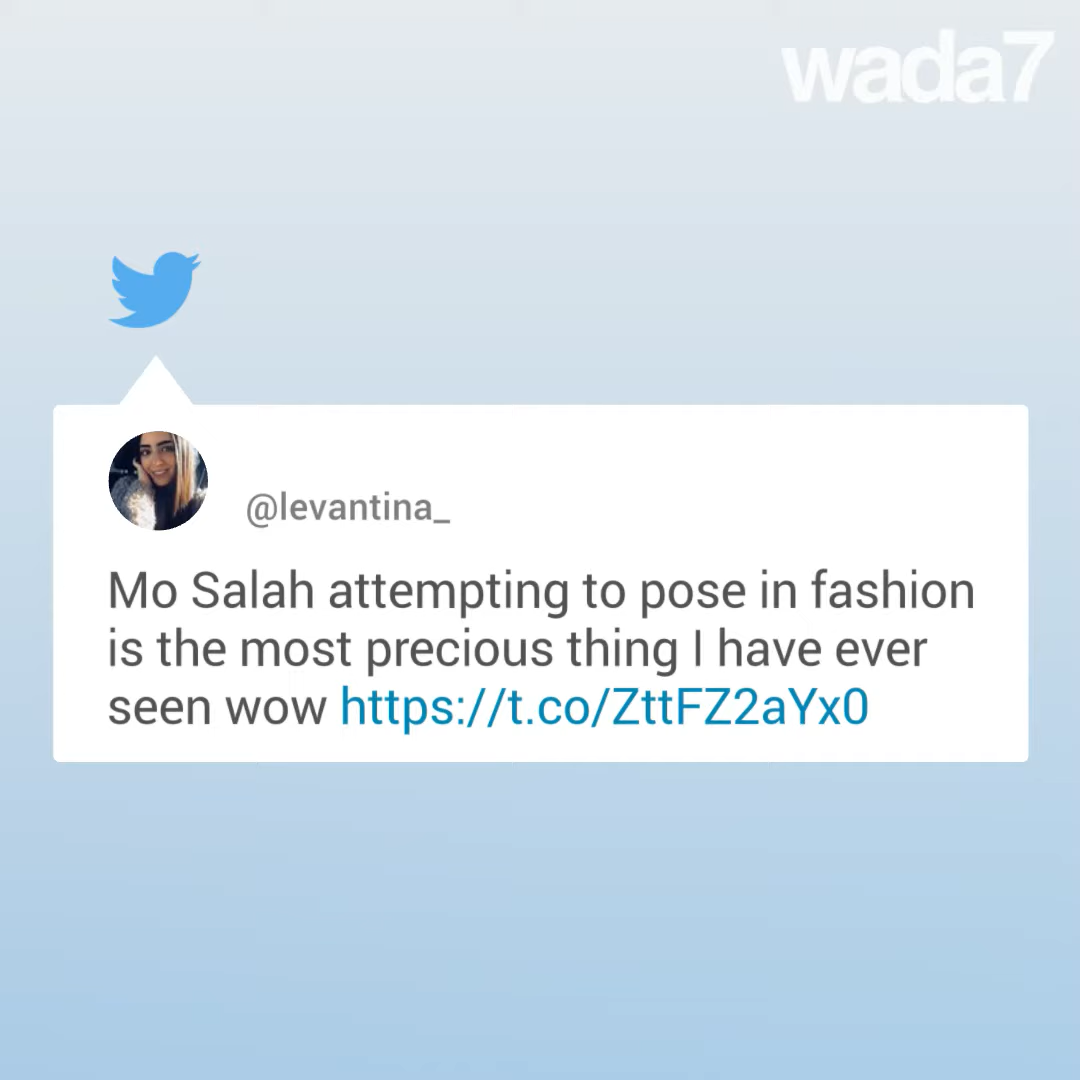 wada7
@levantina_
Mo Salah attempting to pose in fashion
is the most precious thing I have ever
seen wow https://t.co/ZttFZ2aYx0